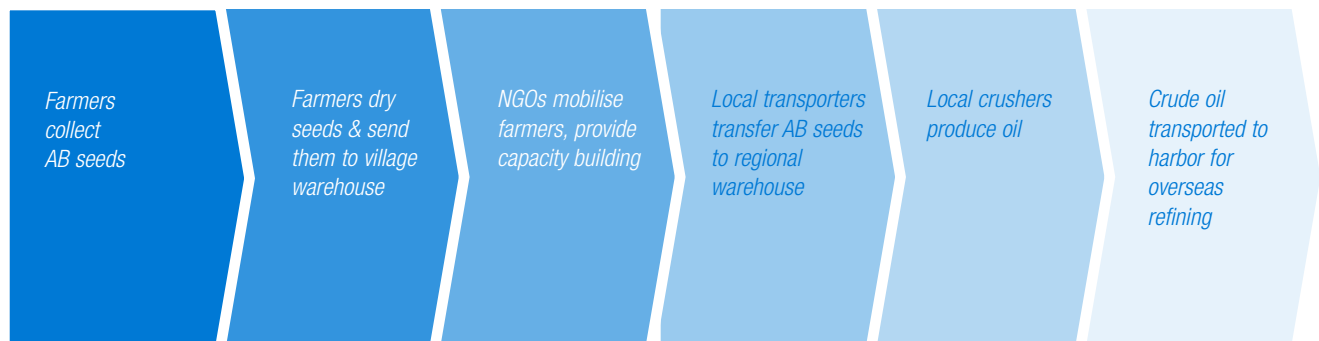 Farmers
collect
AB seeds
Farmers dry
seeds & send
them to village
warehouse
NGOs mobilise
farmers, provide
capacity building
Local transporters
transfer AB seeds
to regional
warehouse
Local crushers
produce oil
Crude oil
transported to
harbor for
overseas
refining